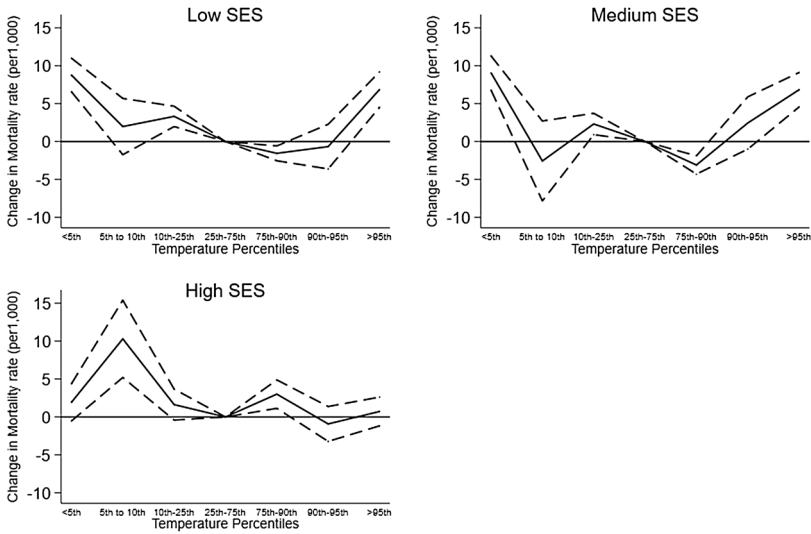 Low SES
Change in Mortality rate (per1,000)
15
10
5
0
-5
-10
<5th
5th to 10th
10th-25th
25th-75th
75th-90th
90th-95th
>95th
Temperature Percentiles
Medium SES
Change in Mortality rate (per1,000)
15
10
5
0
-5
-10
<5th
5th to 10th
10th-25th
25th-75th
75th-90th
90th-95th
>95th
Temperature Percentiles
High SES
Change in Mortality rate (per1,000)
15
10
5
0
-5
-10
<5th
5th to 10th
10th-25th
25th-75th
75th-90th
90th-95th
>95th
Temperature Percentiles